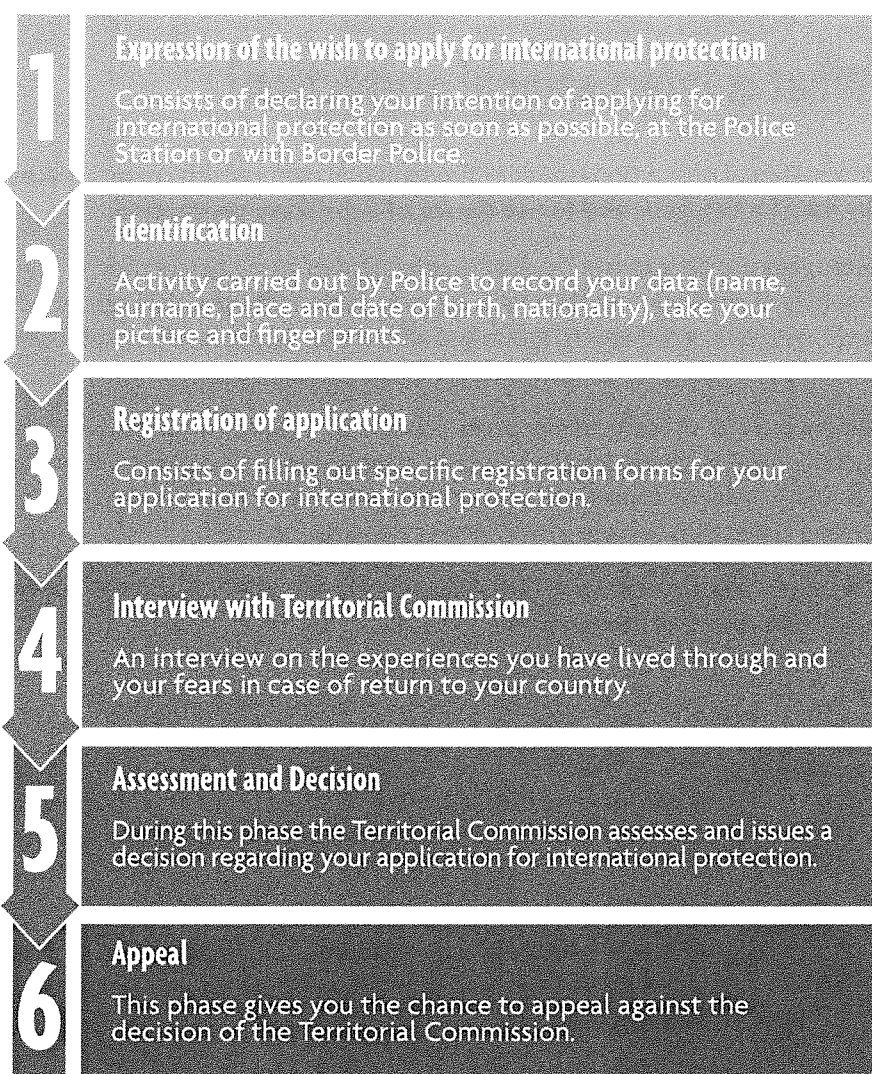 1
Expression of the wish to apply for international protection
Consists of declaring your intention of applying for
international protection as soon as possible, at the Police
Station or with Border Police.
2
Identification
Activity carried out by Police to record your data (name,
surname, place and date of birth, nationality), take your
picture and finger prints.
3
Registration of application
Consists of filling out specific registration forms for your
application for international protection.
4
Interview with Territorial Commission
An interview on the experiences you have lived through and
your fears in case of return to your country.
5
Assessment and Decision
During this phase the Territorial Commission assesses and issues a
decision regarding your application for international protection.
6
Appeal
This phase gives you the chance to appeal against the
decision of the Territorial Commission.